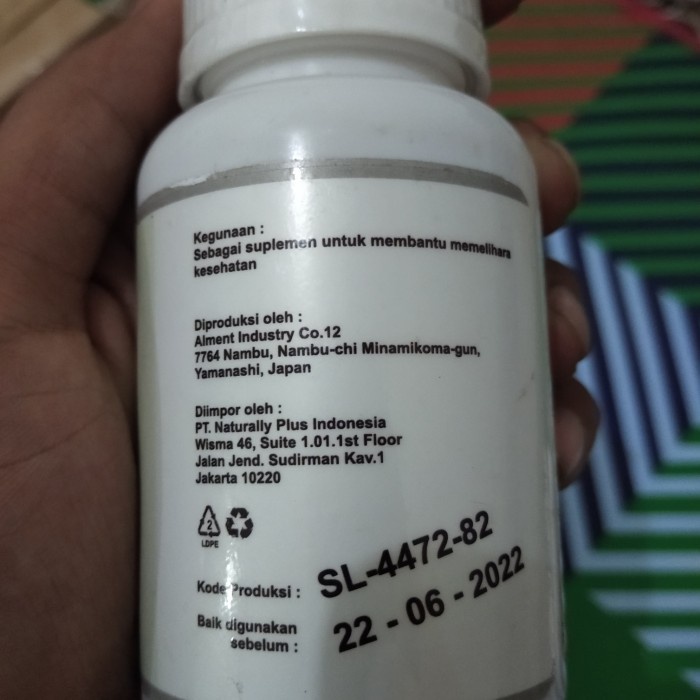 Kegunaan :
Sebagai suplemen untuk membantu memelihara
kesehatan
Diproduksi oleh :
Alment Industry Co.12
7764 Nambu, Nambu-chi Minamikoma-gun,
Yamanashi, Japan
Diimpor oleh :
PT. Naturally Plus Indonesia
Wisma 46, Suite 1.01.1st Floor
Jalan Jend. Sudirman Kav.1
Jakarta 10220
2
LDPE
Kode Produksi : SL-4472-82
Baik digunakan
sebelum : 22 - 06 - 2022